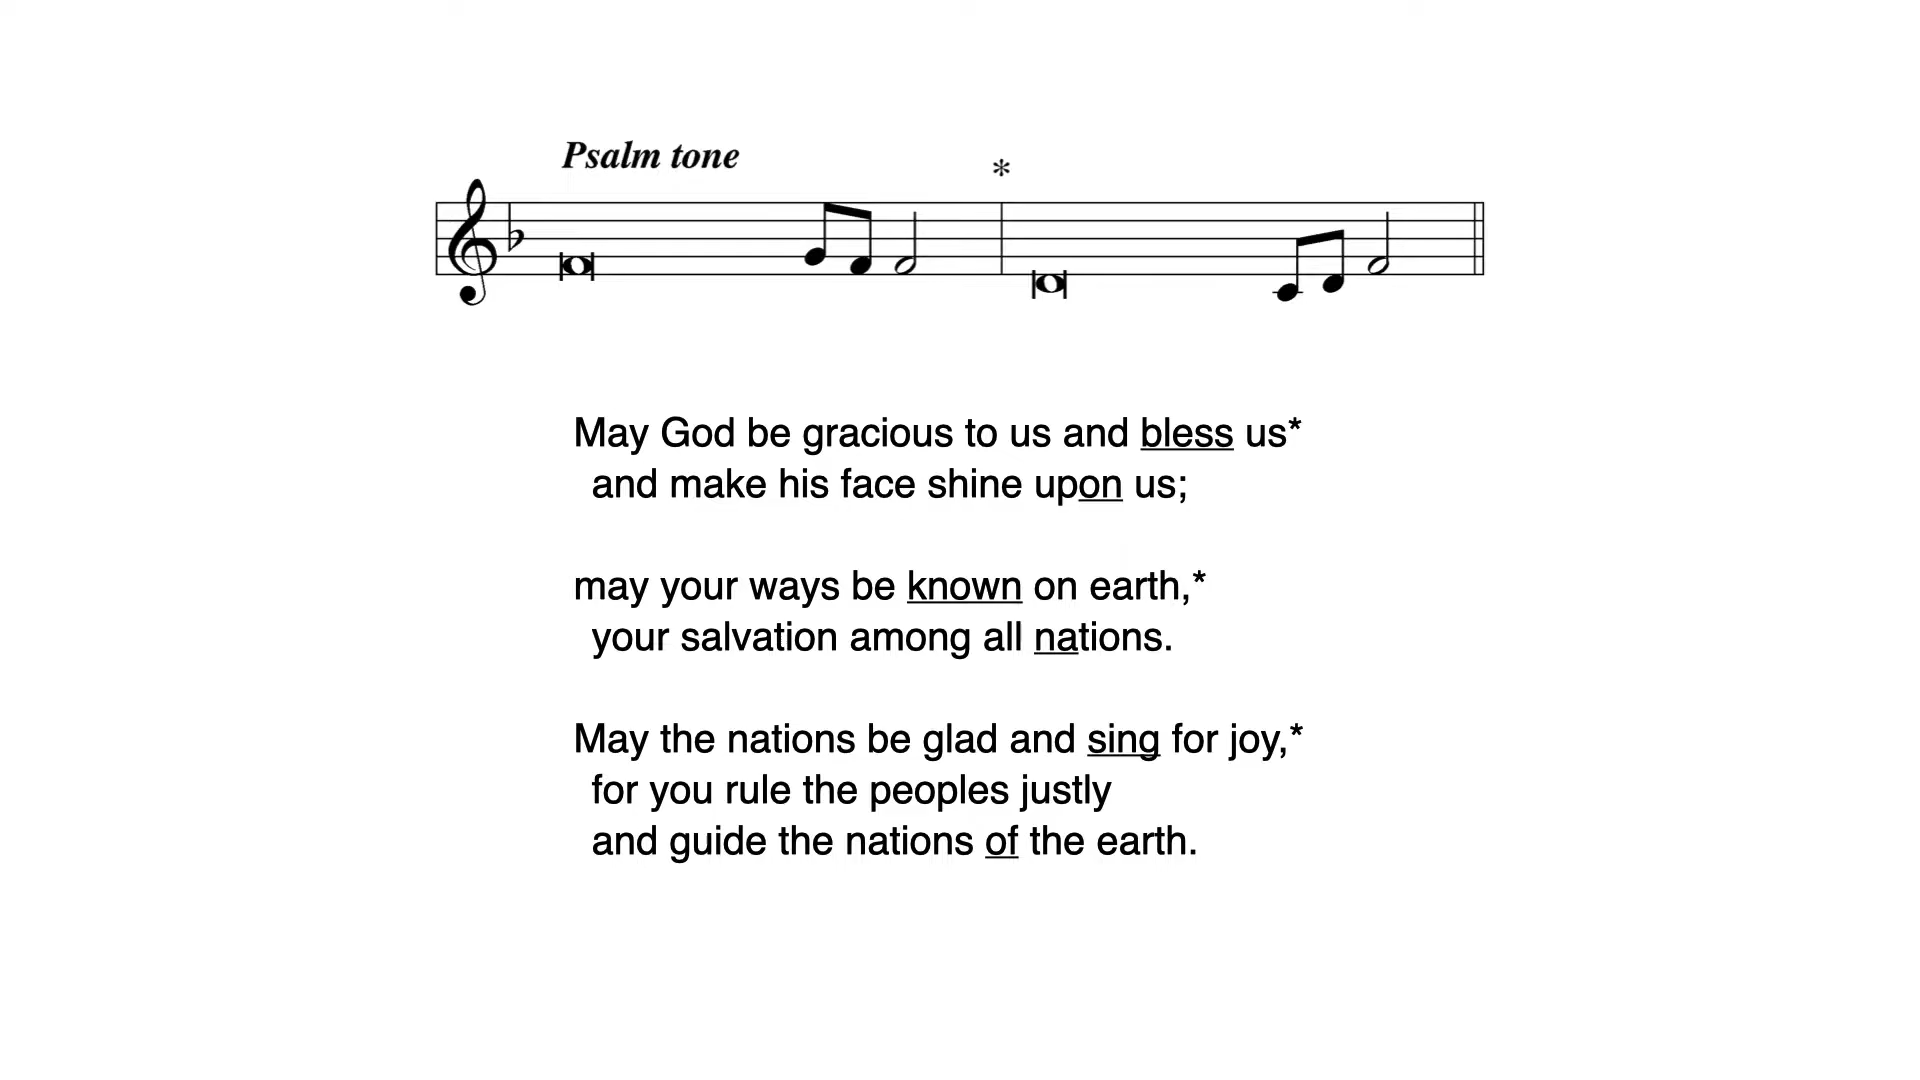 Psalm tone
*
May God be gracious to us and bless us*
and make his face shine upon us;
may your ways be known on earth,*
your salvation among all nations.
May the nations be glad and sing for joy,*
for you rule the peoples justly
and guide the nations of the earth.